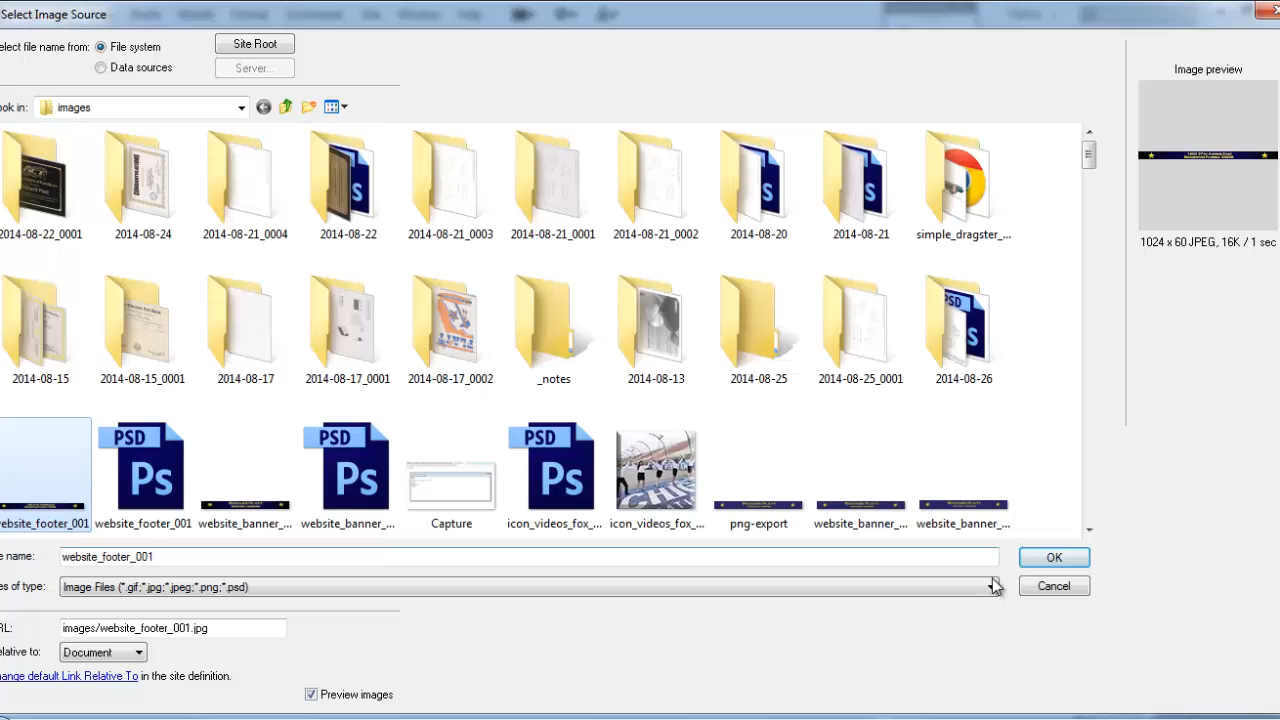 Select Image Source
elect file name from: File system Site Root
Data sources Server...
ook in: images
Image preview
1024 x 60 JPEG, 16K / 1 sec
2014-08-22_0001 2014-08-24 2014-08-21_0004 2014-08-22 2014-08-21_0003 2014-08-21_0001 2014-08-21_0002 2014-08-20 2014-08-21 simple_dragster_...
2014-08-15 2014-08-15_0001 2014-08-17 2014-08-17_0001 2014-08-17_0002 _notes 2014-08-13 2014-08-25 2014-08-25_0001 2014-08-26
PSD Ps PSD Ps PSD Ps
website_footer_001 website_footer_001 website_banner_... website_banner_... Capture icon_videos_fox_... icon_videos_fox_... png-export website_banner_... website_banner_...
e name: website_footer_001 OK
es of type: Image Files (*.gif;*.jpg;*.jpeg;*.png;*.psd) Cancel
RL: images/website_footer_001.jpg
elative to: Document
ange default Link Relative To in the site definition.
Preview images